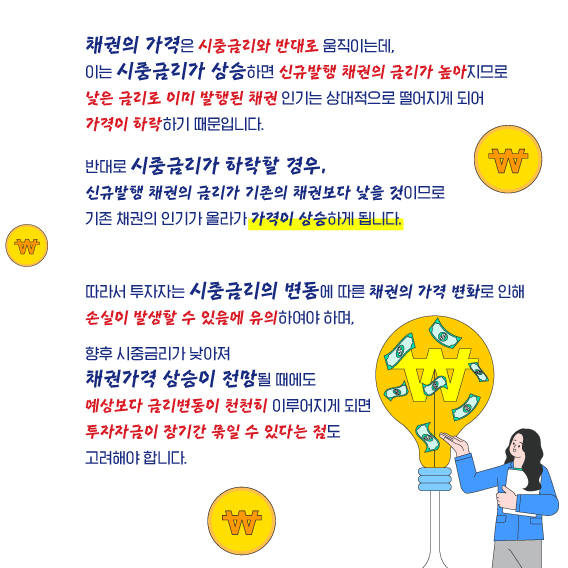 채권의 가격은 시중금리와 반대로 움직이는데,
이는 시중금리가 상승하면 신규발행 채권의 금리가 높아지므로
낮은 금리로 이미 발행된 채권 인기는 상대적으로 떨어지게 되어
가격이 하락하기 때문입니다.
반대로 시중금리가 하락할 경우,
신규발행 채권의 금리가 기존의 채권보다 낮을 것이므로
기존 채권의 인기가 올라가 가격이 상승하게 됩니다.
따라서 투자자는 시중금리의 변동에 따른 채권의 가격 변화로 인해
손실이 발생할 수 있음에 유의하여야 하며,
향후 시중금리가 낮아져
채권가격 상승이 전망될 때에도
예상보다 금리변동이 천천히 이루어지게 되면
투자자금이 장기간 묶일 수 있다는 점도
고려해야 합니다.